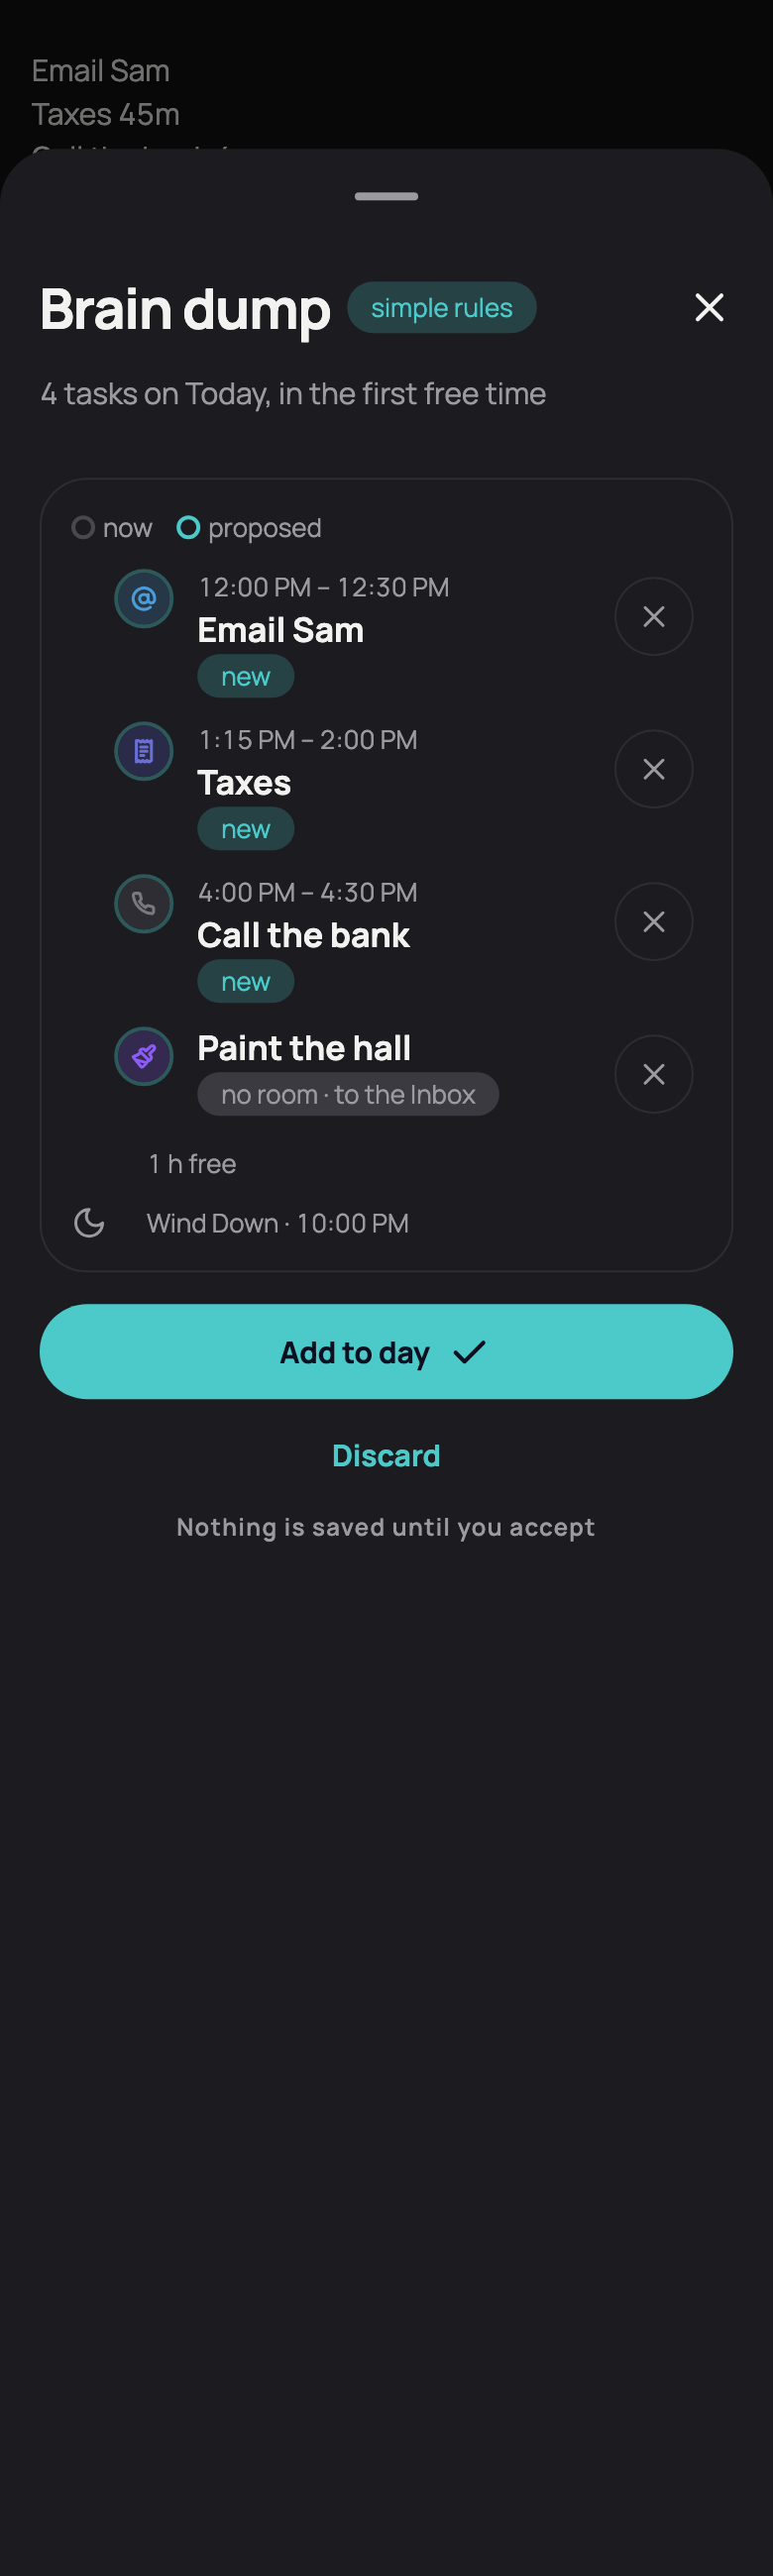 Email Sam
Taxes 45m
Brain dump
simple rules
4 tasks on Today, in the first free time
now
proposed
12:00 PM – 12:30 PM
Email Sam
new
1:15 PM – 2:00 PM
Taxes
new
4:00 PM – 4:30 PM
Call the bank
new
Paint the hall
no room · to the Inbox
1 h free
Wind Down · 10:00 PM
Add to day
Discard
Nothing is saved until you accept